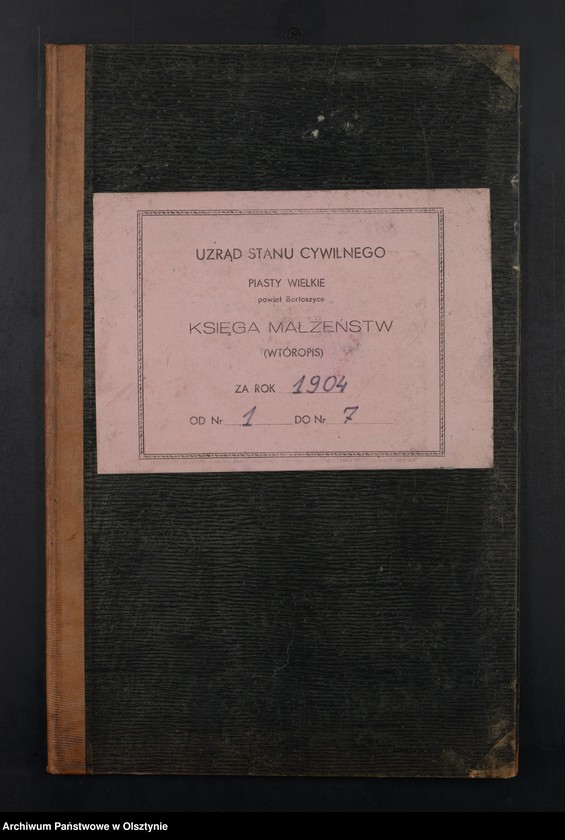 UZRĄD STANU CYWILNEGO
PIASTY WIELKIE
powiat Bartoszyce
KSIĘGA MAŁŻEŃSTW
(WTÓROPIS)
ZA ROK 1904
OD Nr 1 DO Nr 7
Archiwum Państwowe w Olsztynie